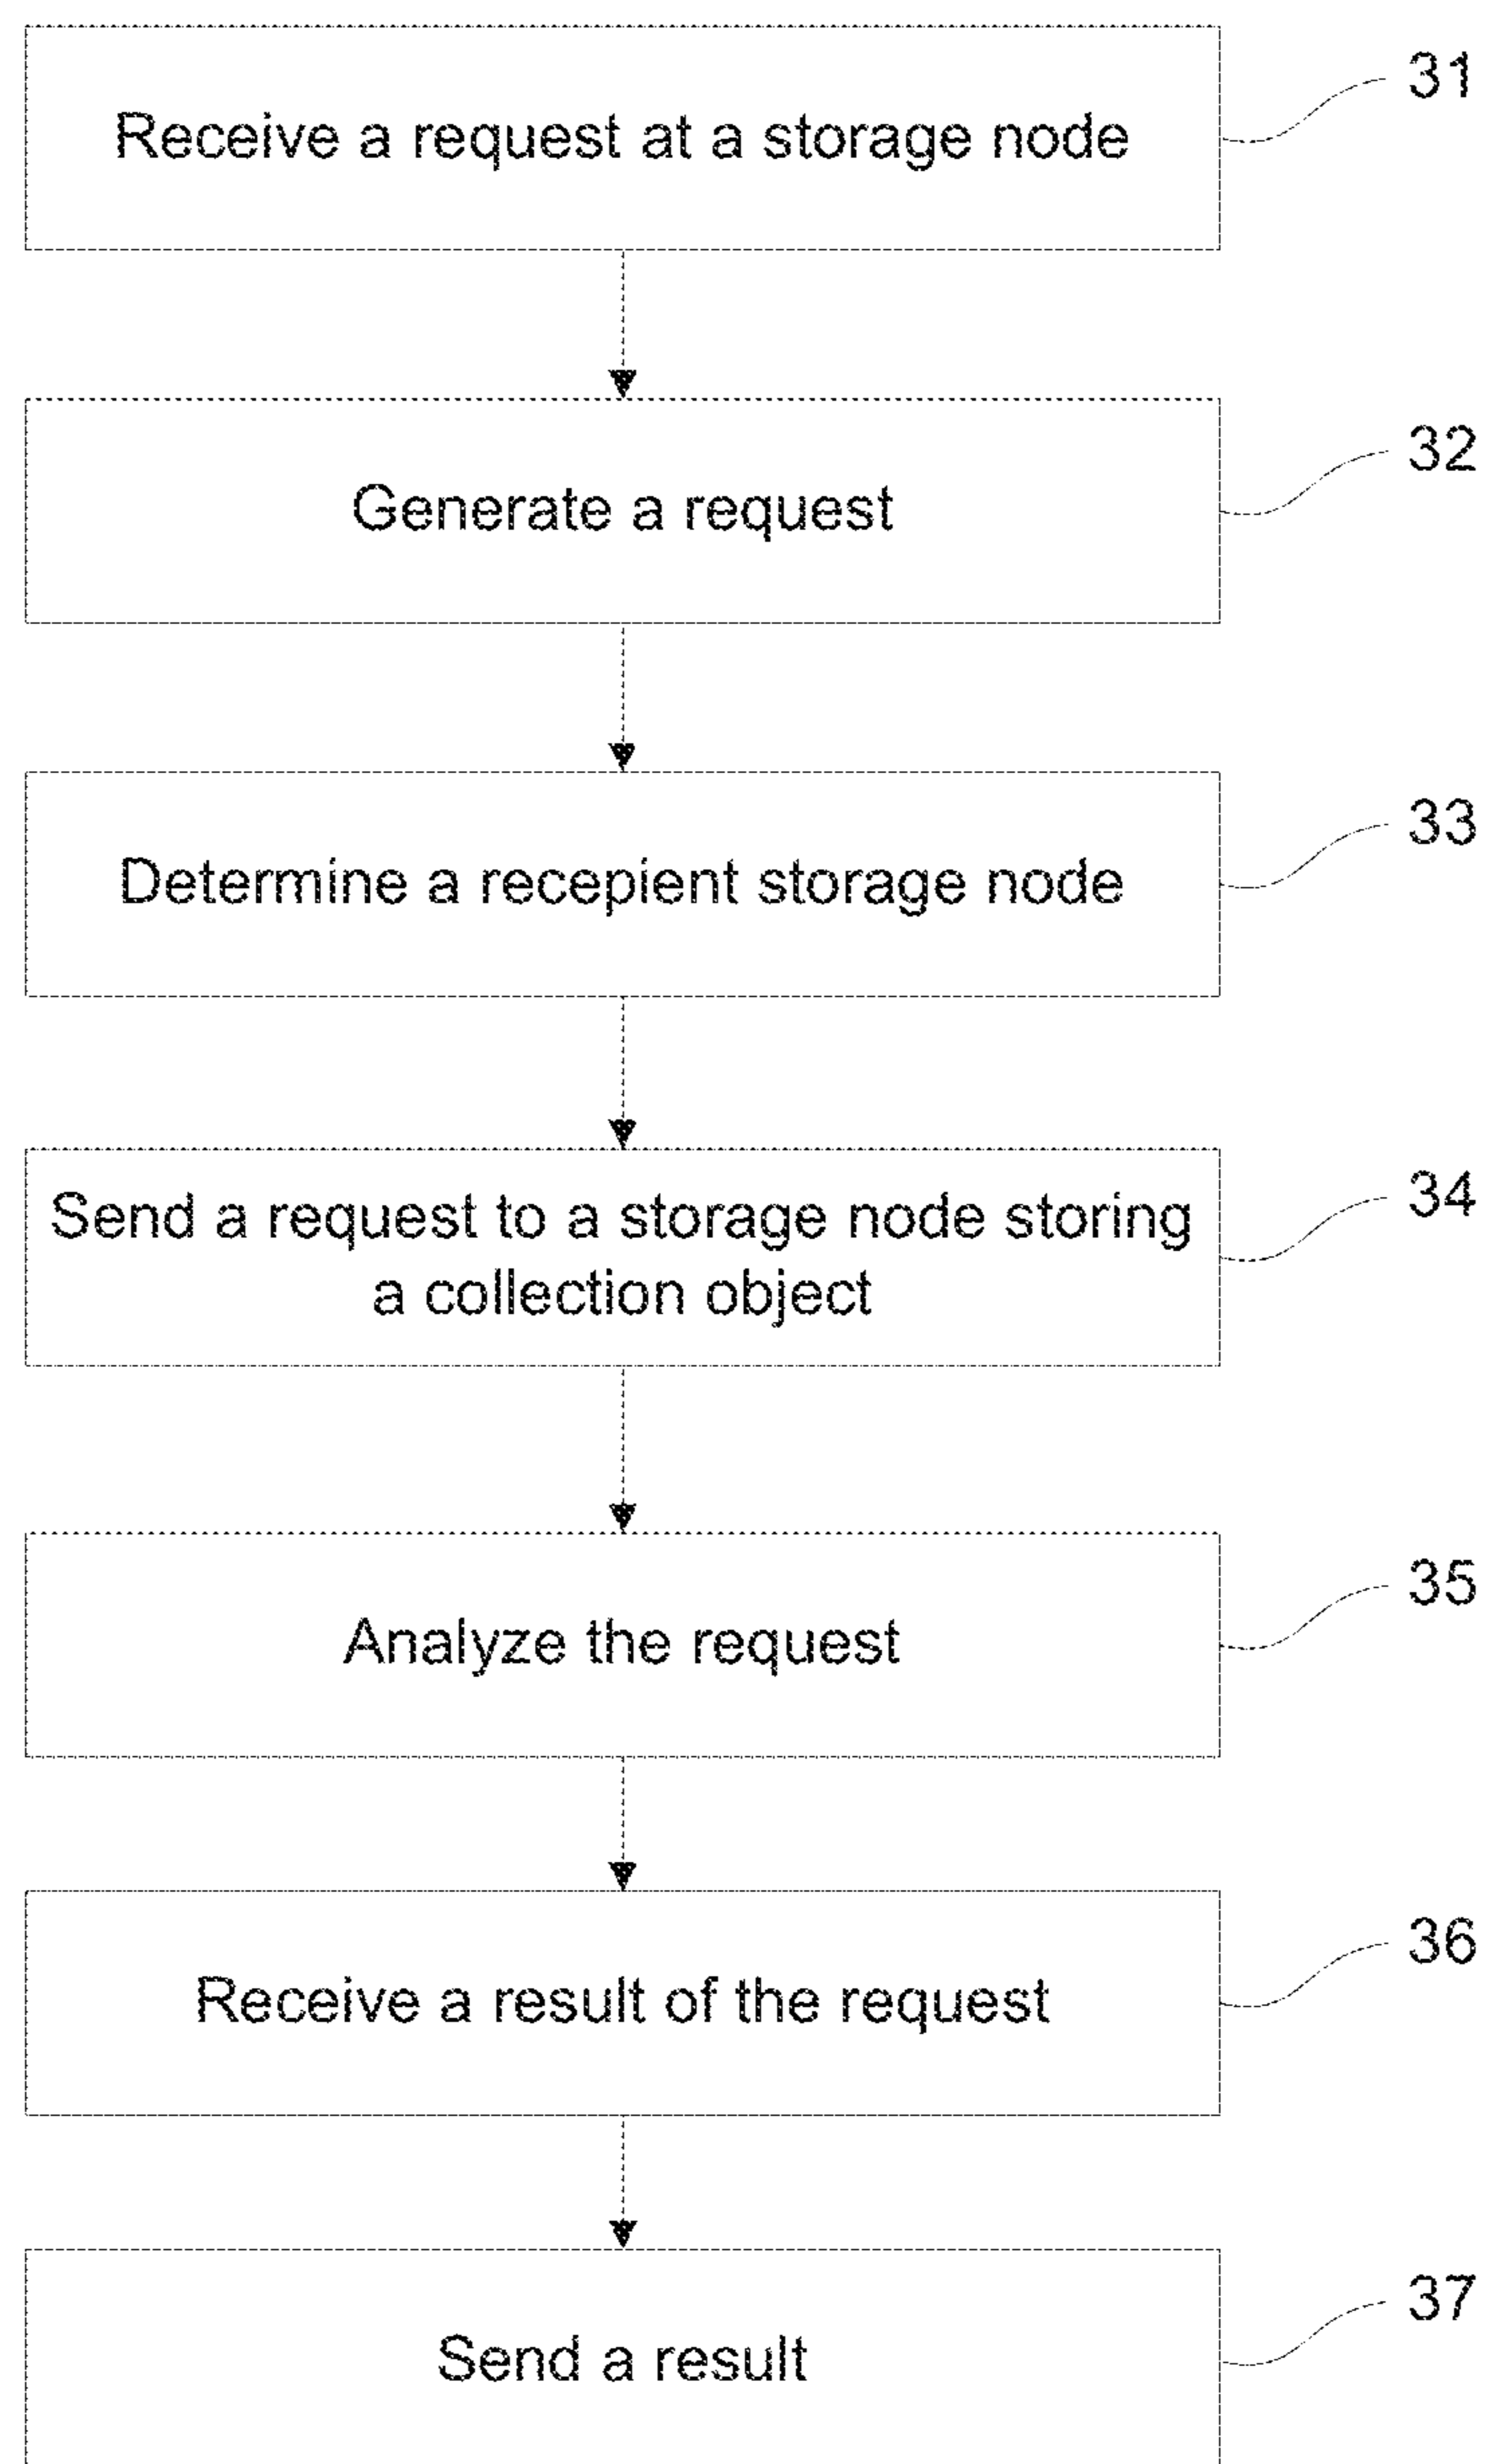 Receive a request at a storage node
31
Generate a request
32
Determine a recepient storage node
33
Send a request to a storage node storing
a collection object
34
Analyze the request
35
Receive a result of the request
36
Send a result
37